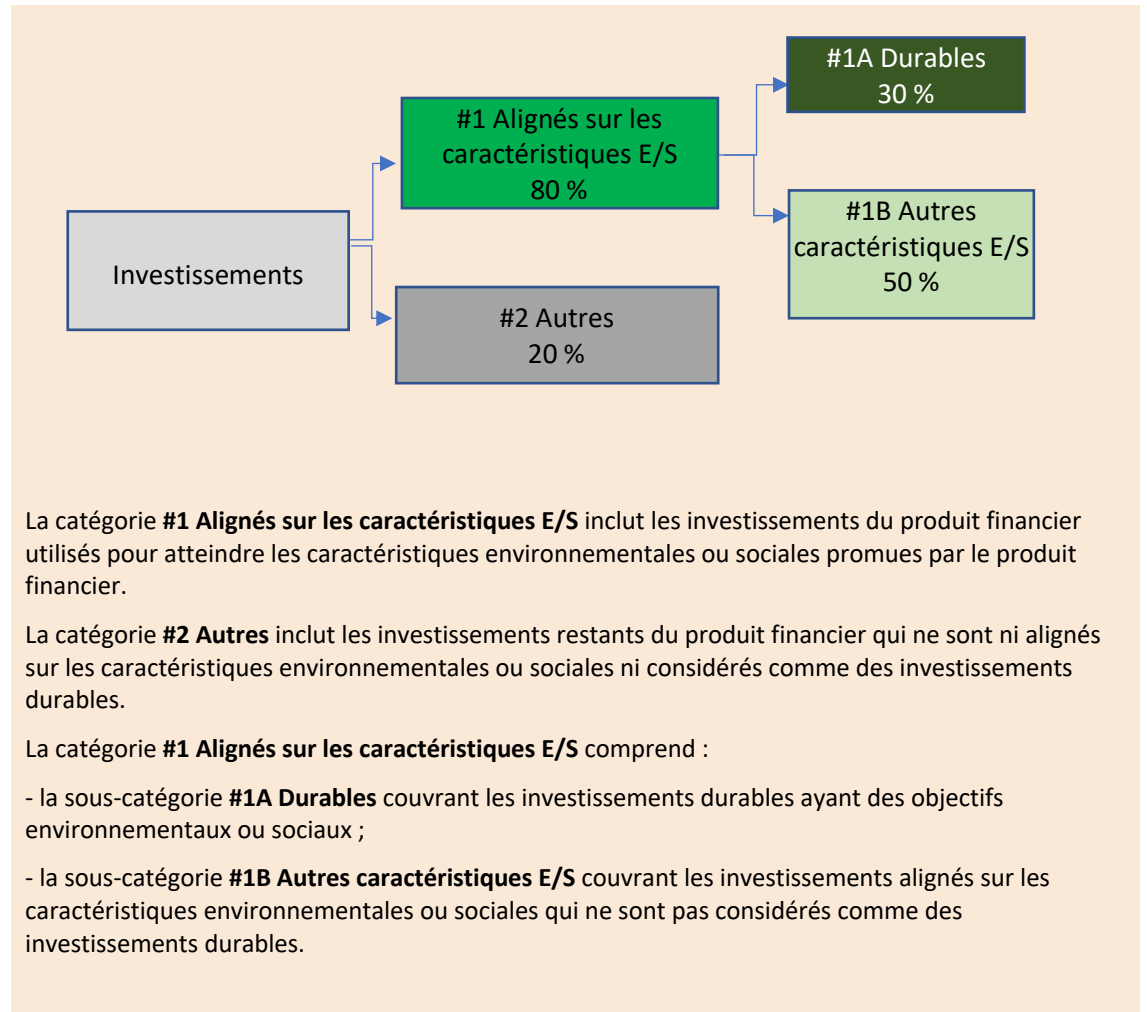 #1A Durables
30 %
#1 Alignés sur les
caractéristiques E/S
80 %
#1B Autres
caractéristiques E/S
50 %
Investissements
#2 Autres
20 %
La catégorie #1 Alignés sur les caractéristiques E/S inclut les investissements du produit financier
utilisés pour atteindre les caractéristiques environnementales ou sociales promues par le produit
financier.
La catégorie #2 Autres inclut les investissements restants du produit financier qui ne sont ni alignés
sur les caractéristiques environnementales ou sociales ni considérés comme des investissements
durables.
La catégorie #1 Alignés sur les caractéristiques E/S comprend :
- la sous-catégorie #1A Durables couvrant les investissements durables ayant des objectifs
environnementaux ou sociaux ;
- la sous-catégorie #1B Autres caractéristiques E/S couvrant les investissements alignés sur les
caractéristiques environnementales ou sociales qui ne sont pas considérés comme des
investissements durables.